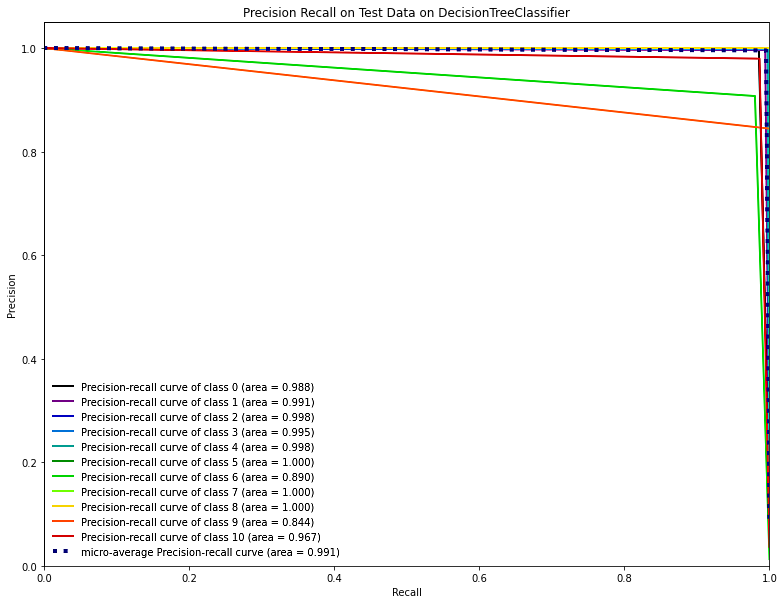 Precision Recall on Test Data on DecisionTreeClassifier
1.0
0.8
0.6
0.4
0.2
0.0
Precision
Precision-recall curve of class 0 (area = 0.988)
Precision-recall curve of class 1 (area = 0.991)
Precision-recall curve of class 2 (area = 0.998)
Precision-recall curve of class 3 (area = 0.995)
Precision-recall curve of class 4 (area = 0.998)
Precision-recall curve of class 5 (area = 1.000)
Precision-recall curve of class 6 (area = 0.890)
Precision-recall curve of class 7 (area = 1.000)
Precision-recall curve of class 8 (area = 1.000)
Precision-recall curve of class 9 (area = 0.844)
Precision-recall curve of class 10 (area = 0.967)
micro-average Precision-recall curve (area = 0.991)
0.0 0.2 0.4 0.6 0.8 1.0
Recall